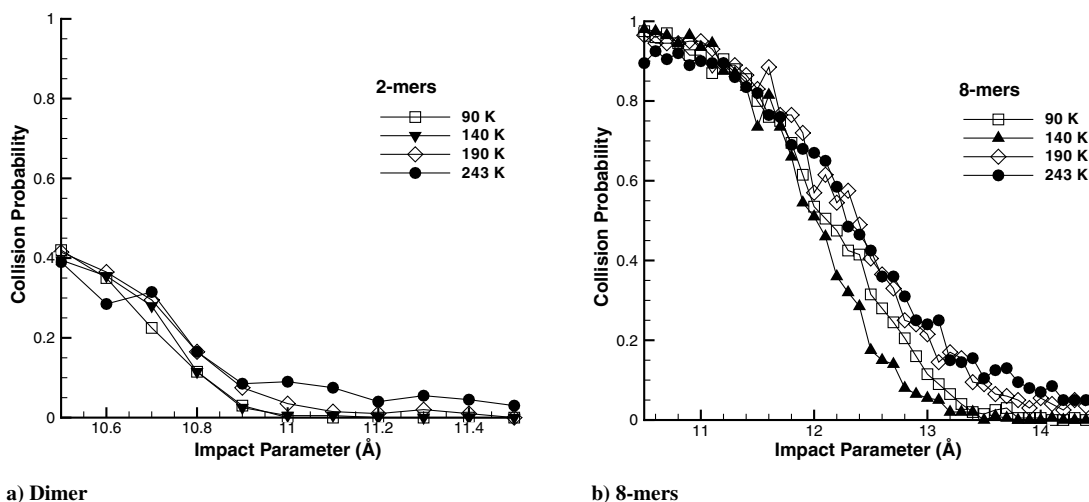 1
0.8
0.6
0.4
0.2
0
Collision Probability
10.6
10.8
11
11.2
11.4
Impact Parameter (Å)
2-mers
90 K
140 K
190 K
243 K
a) Dimer
1
0.8
0.6
0.4
0.2
0
Collision Probability
11
12
13
14
Impact Parameter (Å)
8-mers
90 K
140 K
190 K
243 K
b) 8-mers